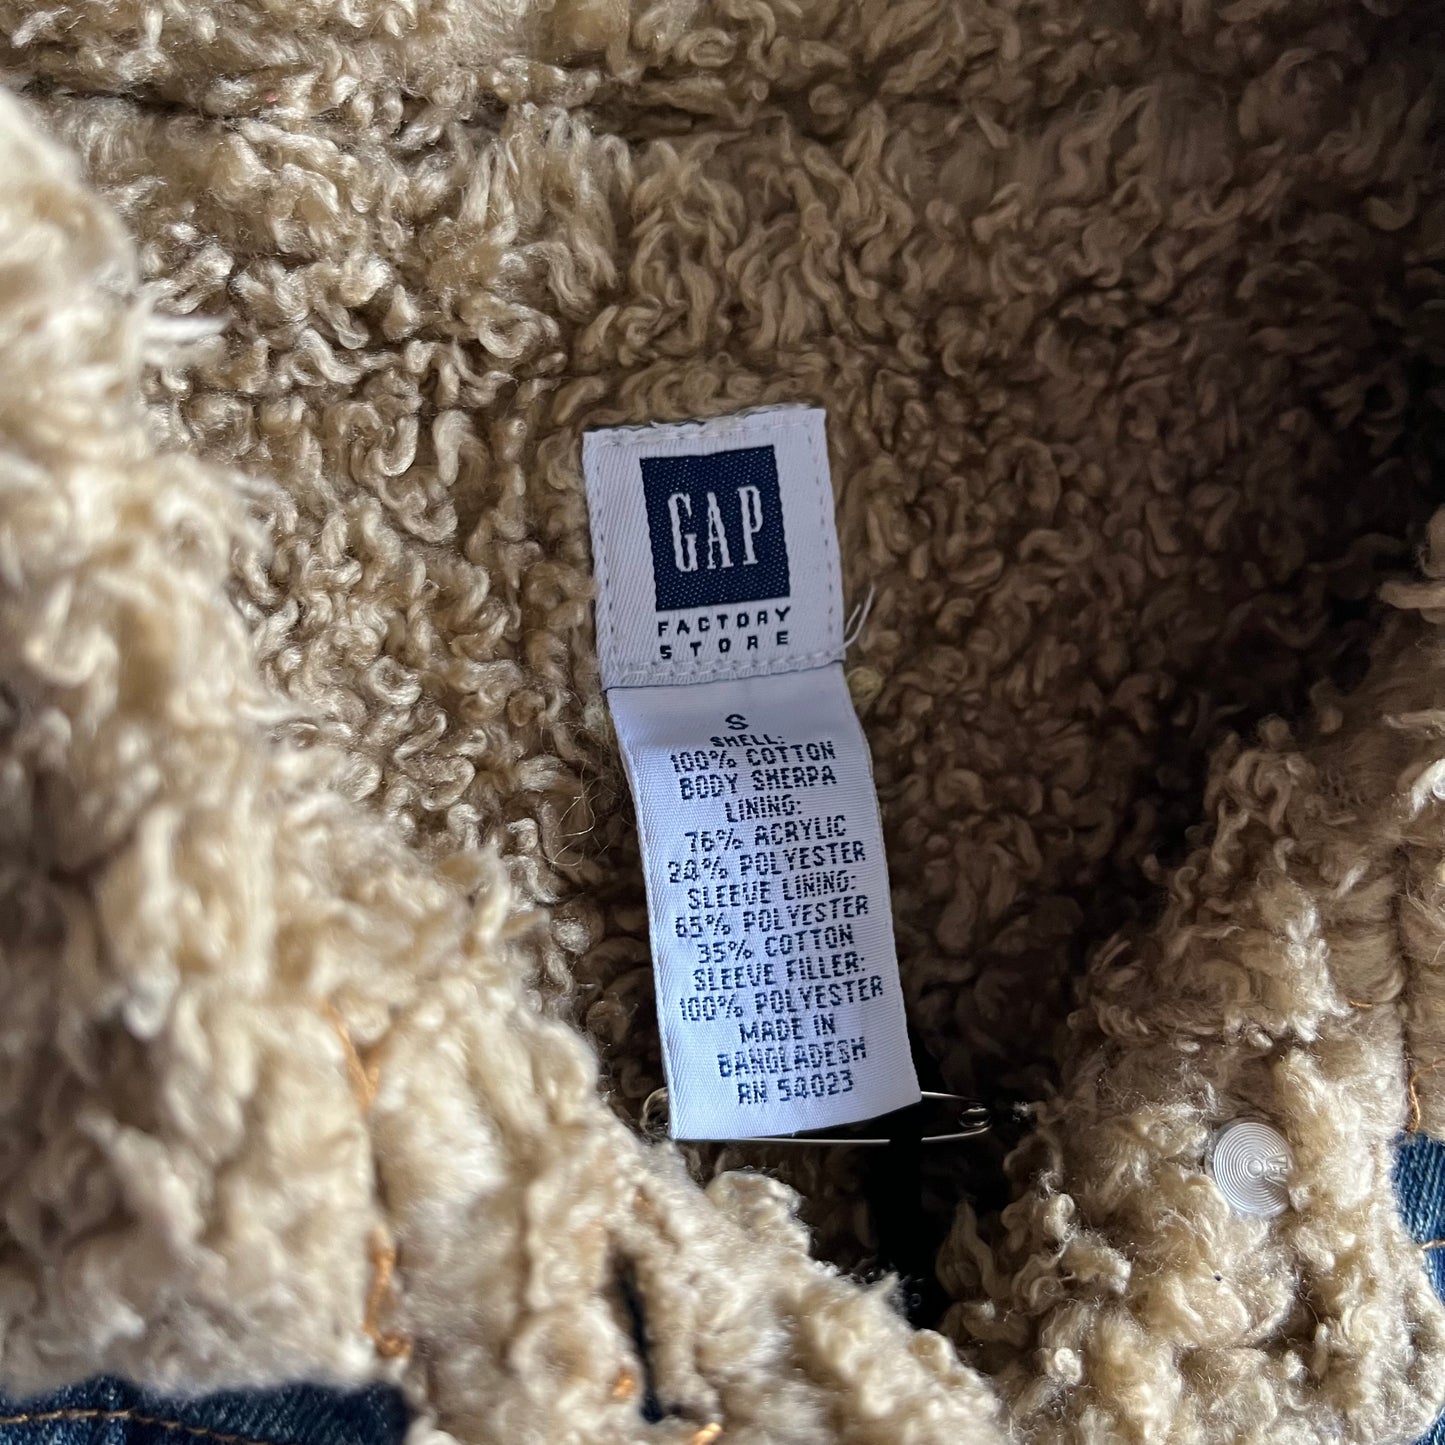 GAP
FACTORY
STORE
S
SHELL:
100% COTTON
BODY SHERPA
LINING:
76% ACRYLIC
24% POLYESTER
SLEEVE LINING:
65% POLYESTER
35% COTTON
SLEEVE FILLER:
100% POLYESTER
MADE IN
BANGLADESH
RN 54023